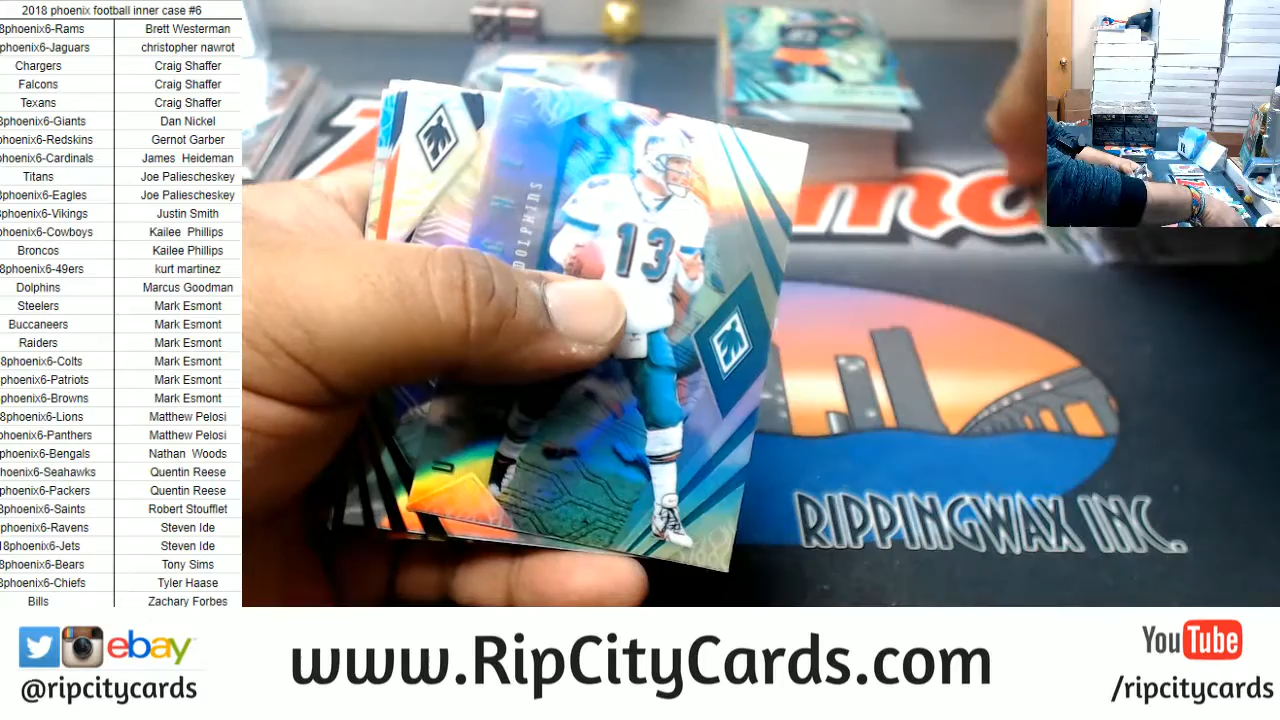 2018 phoenix football inner case #6
8phoenix6-Rams Brett Westerman
phoenix6-Jaguars christopher nawrot
Chargers Craig Shaffer
Falcons Craig Shaffer
Texans Craig Shaffer
8phoenix6-Giants Dan Nickel
phoenix6-Redskins Gernot Garber
phoenix6-Cardinals James Heideman
Titans Joe Paliescheskey
8phoenix6-Eagles Joe Paliescheskey
8phoenix6-Vikings Justin Smith
phoenix6-Cowboys Kailee Phillips
Broncos Kailee Phillips
8phoenix6-49ers kurt martinez
Dolphins Marcus Goodman
Steelers Mark Esmont
Buccaneers Mark Esmont
Raiders Mark Esmont
8phoenix6-Colts Mark Esmont
phoenix6-Patriots Mark Esmont
phoenix6-Browns Mark Esmont
8phoenix6-Lions Matthew Pelosi
phoenix6-Panthers Matthew Pelosi
phoenix6-Bengals Nathan Woods
hoenix6-Seahawks Quentin Reese
phoenix6-Packers Quentin Reese
8phoenix6-Saints Robert Stoufflet
phoenix6-Ravens Steven Ide
18phoenix6-Jets Steven Ide
8phoenix6-Bears Tony Sims
8phoenix6-Chiefs Tyler Haase
Bills Zachary Forbes
DOLPHINS
13
RIPPINGWAX INC.
ebay
@ripcitycards
www.RipCityCards.com
YouTube
/ripcitycards